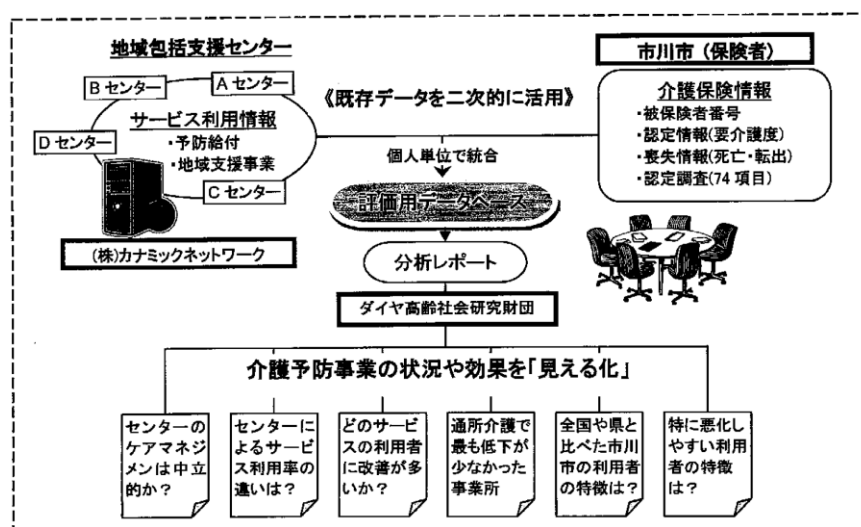 地域包括支援センター
B センター
A センター
D センター
C センター
サービス利用情報
・予防給付
・地域支援事業
(株)カナミックネットワーク
《既存データを二次的に活用》
個人単位で統合
市川市（保険者）
介護保険情報
・被保険者番号
・認定情報(要介護度)
・喪失情報(死亡・転出)
・認定調査(74 項目)
評価用データベース
分析レポート
ダイヤ高齢社会研究財団
介護予防事業の状況や効果を「見える化」
センターの
ケアマネジ
メンは中立
的か？
センターに
よるサービ
ス利用率の
違いは？
どのサービ
スの利用者
に改善が多
いか？
通所介護で
最も低下が
少なかった
事業所
全国や県と
比べた市川
市の利用者
の特徴は？
特に悪化し
やすい利用
者の特徴
は？